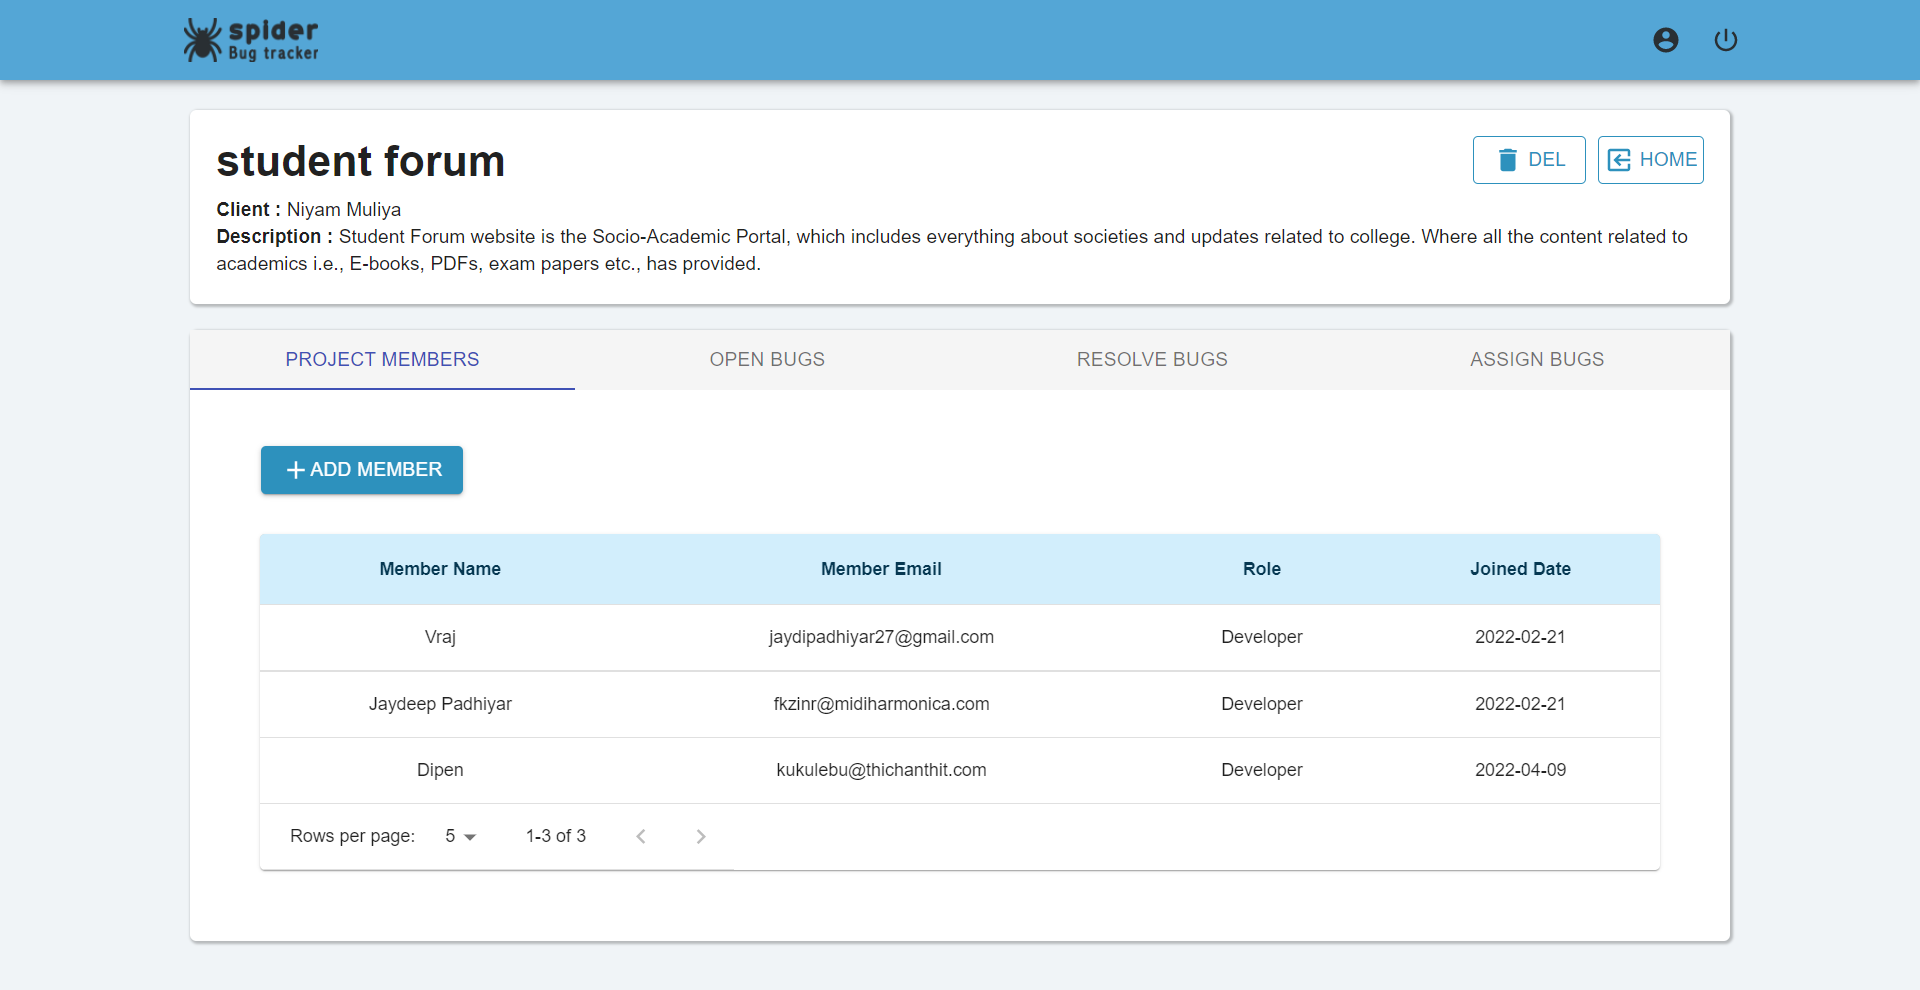 spider
Bug tracker
student forum
DEL
HOME
Client : Niyam Muliya
Description : Student Forum website is the Socio-Academic Portal, which includes everything about societies and updates related to college. Where all the content related to
academics i.e., E-books, PDFs, exam papers etc., has provided.
PROJECT MEMBERS
OPEN BUGS
RESOLVE BUGS
ASSIGN BUGS
ADD MEMBER
Member Name Member Email Role Joined Date
Vraj jaydipadhiyar27@gmail.com Developer 2022-02-21
Jaydeep Padhiyar fkzinr@midiharmonica.com Developer 2022-02-21
Dipen kukulebu@thichanthit.com Developer 2022-04-09
Rows per page: 5 1-3 of 3